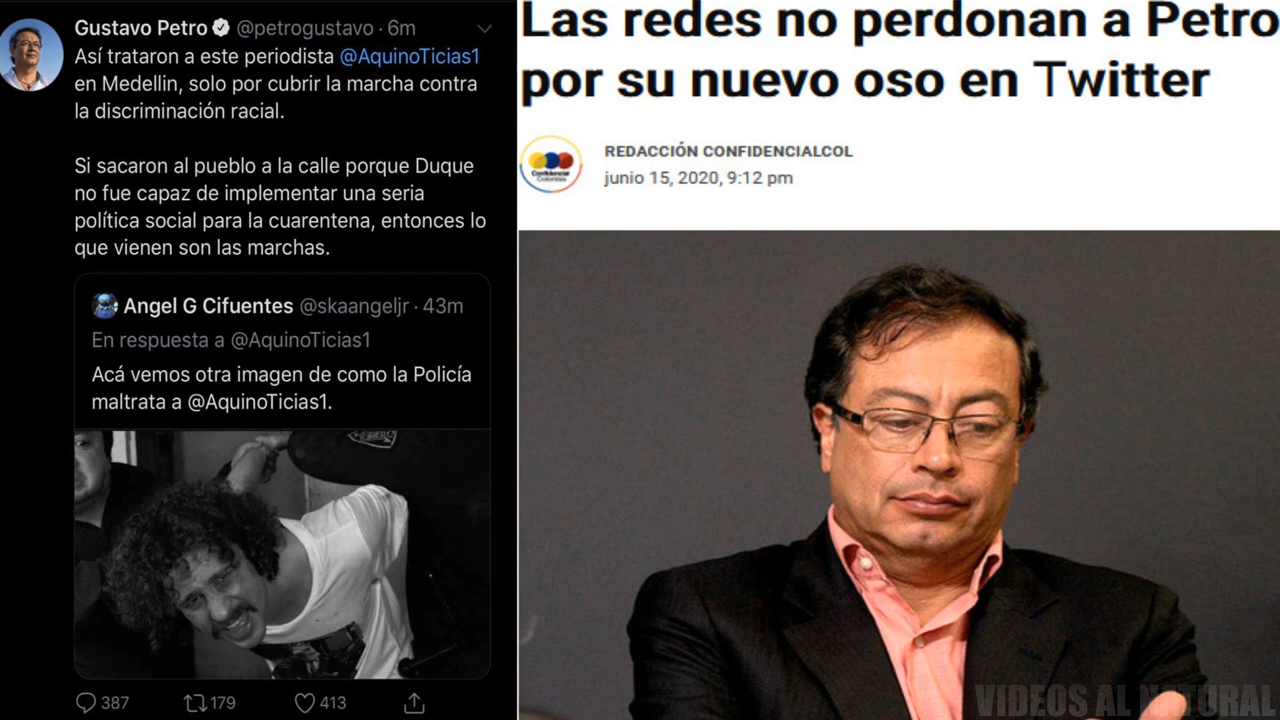 Gustavo Petro @petrogustavo · 6m
Así trataron a este periodista @AquinoTicias1
en Medellin, solo por cubrir la marcha contra
la discriminación racial.
Si sacaron al pueblo a la calle porque Duque
no fue capaz de implementar una seria
política social para la cuarentena, entonces lo
que vienen son las marchas.
Angel G Cifuentes @skaangeljr · 43m
En respuesta a @AquinoTicias1
Acá vemos otra imagen de como la Policía
maltrata a @AquinoTicias1.
387 179 413
Las redes no perdonan a Petro
por su nuevo oso en Twitter
Confidencial
Colombia
REDACCIÓN CONFIDENCIALCOL
junio 15, 2020, 9:12 pm
VIDEOS AL NATURAL